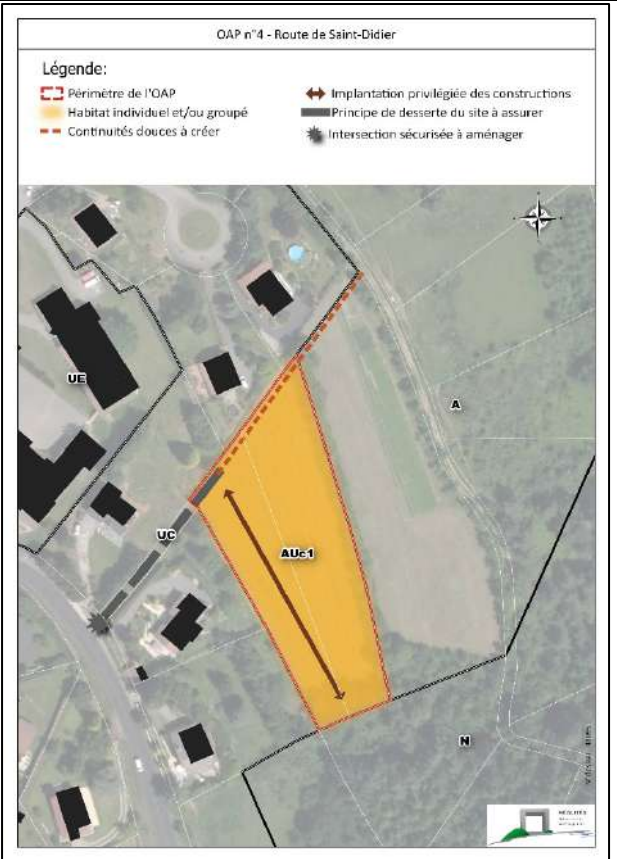 OAP n°4 - Route de Saint-Didier
Légende:
Périmètre de l'OAP
Habitat individuel et/ou groupé
Continuités douces à créer
Implantation privilégiée des constructions
Principe de desserte du site à assurer
Intersection sécurisée à aménager
UE
A
UC
AUc1
N